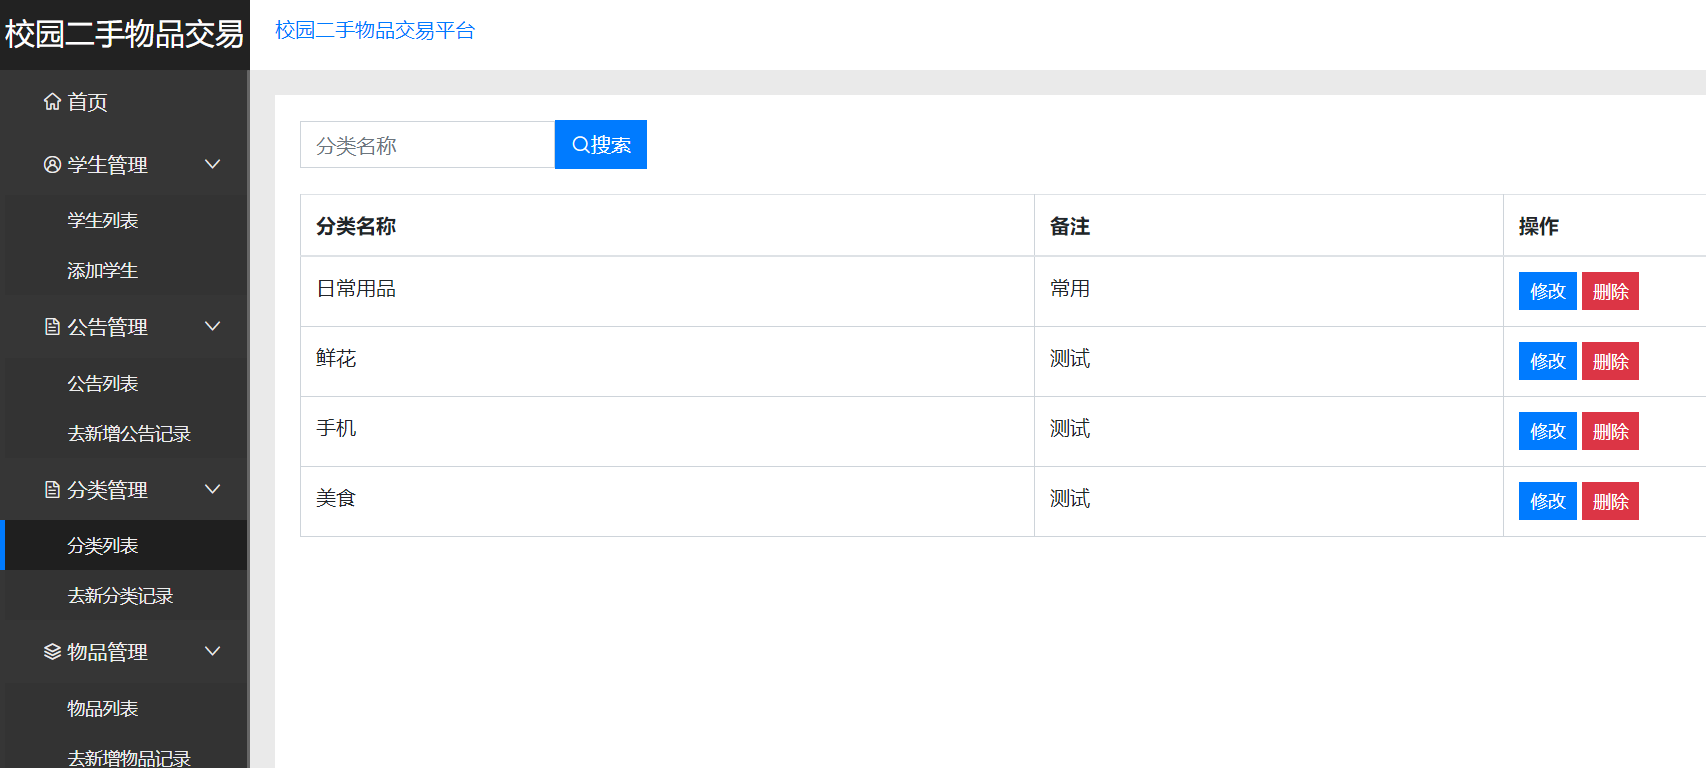 校园二手物品交易
校园二手物品交易平台
首页
学生管理
学生列表
添加学生
公告管理
公告列表
去新增公告记录
分类管理
分类列表
去新分类记录
物品管理
物品列表
去新增物品记录
分类名称 搜索
分类名称 备注 操作
日常用品 常用 修改 删除
鲜花 测试 修改 删除
手机 测试 修改 删除
美食 测试 修改 删除